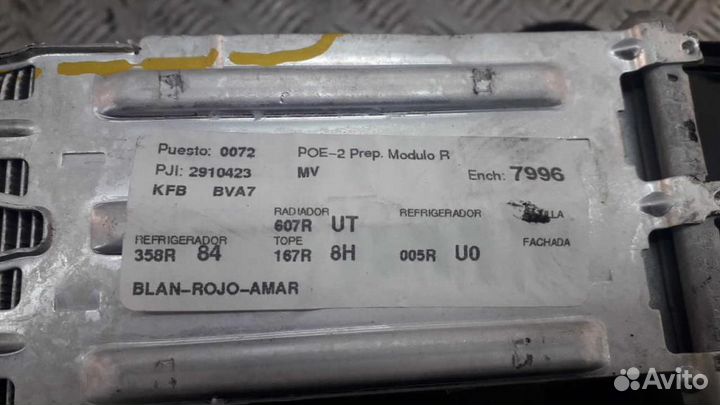 Puesto: 0072 POE-2 Prep. Modulo R
PJI: 2910423 MV Ench: 7996
KFB BVA7
RADIADOR REFRIGERADOR
607R UT
REFRIGERADOR TOPE FACHADA
358R 84 167R 8H 005R U0
BLAN-ROJO-AMAR
Avito